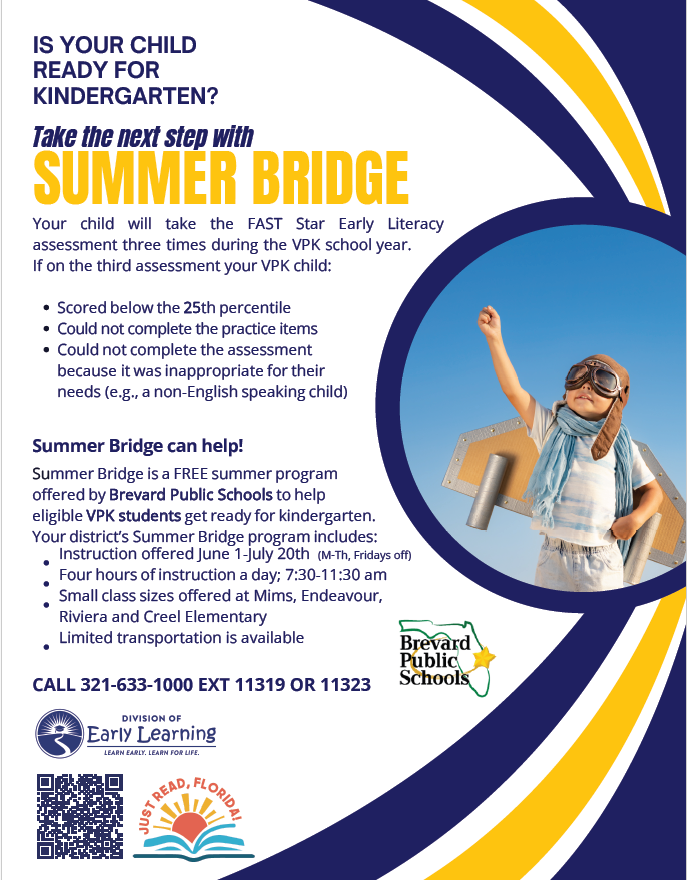 IS YOUR CHILD
READY FOR
KINDERGARTEN?
Take the next step with
SUMMER BRIDGE
Your child will take the FAST Star Early Literacy
assessment three times during the VPK school year.
If on the third assessment your VPK child:
• Scored below the 25th percentile
• Could not complete the practice items
• Could not complete the assessment
because it was inappropriate for their
needs (e.g., a non-English speaking child)
Summer Bridge can help!
Summer Bridge is a FREE summer program
offered by Brevard Public Schools to help
eligible VPK students get ready for kindergarten.
Your district's Summer Bridge program includes:
• Instruction offered June 1-July 20th (M-Th, Fridays off)
• Four hours of instruction a day; 7:30-11:30 am
• Small class sizes offered at Mims, Endeavour,
Riviera and Creel Elementary
• Limited transportation is available
Brevard
Public
Schools
CALL 321-633-1000 EXT 11319 OR 11323
DIVISION OF
Early Learning
LEARN EARLY. LEARN FOR LIFE.
JUST READ, FLORIDA!